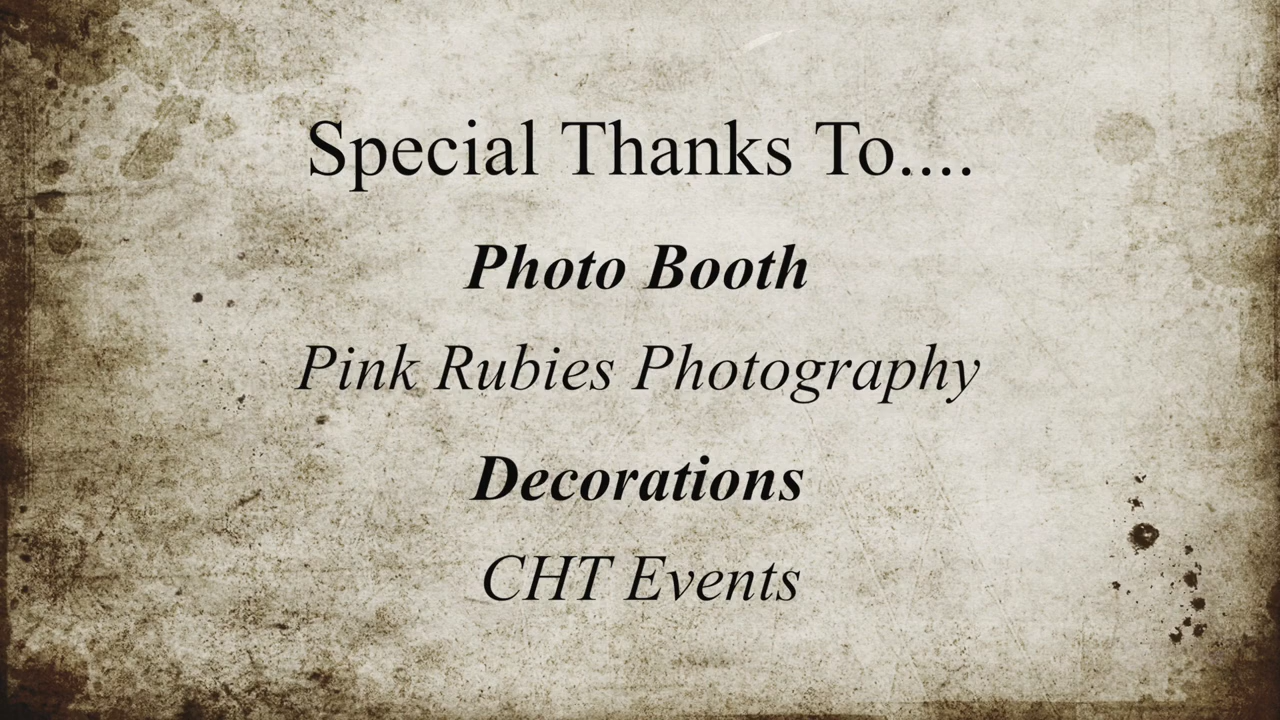 Special Thanks To....
Photo Booth
Pink Rubies Photography
Decorations
CHT Events